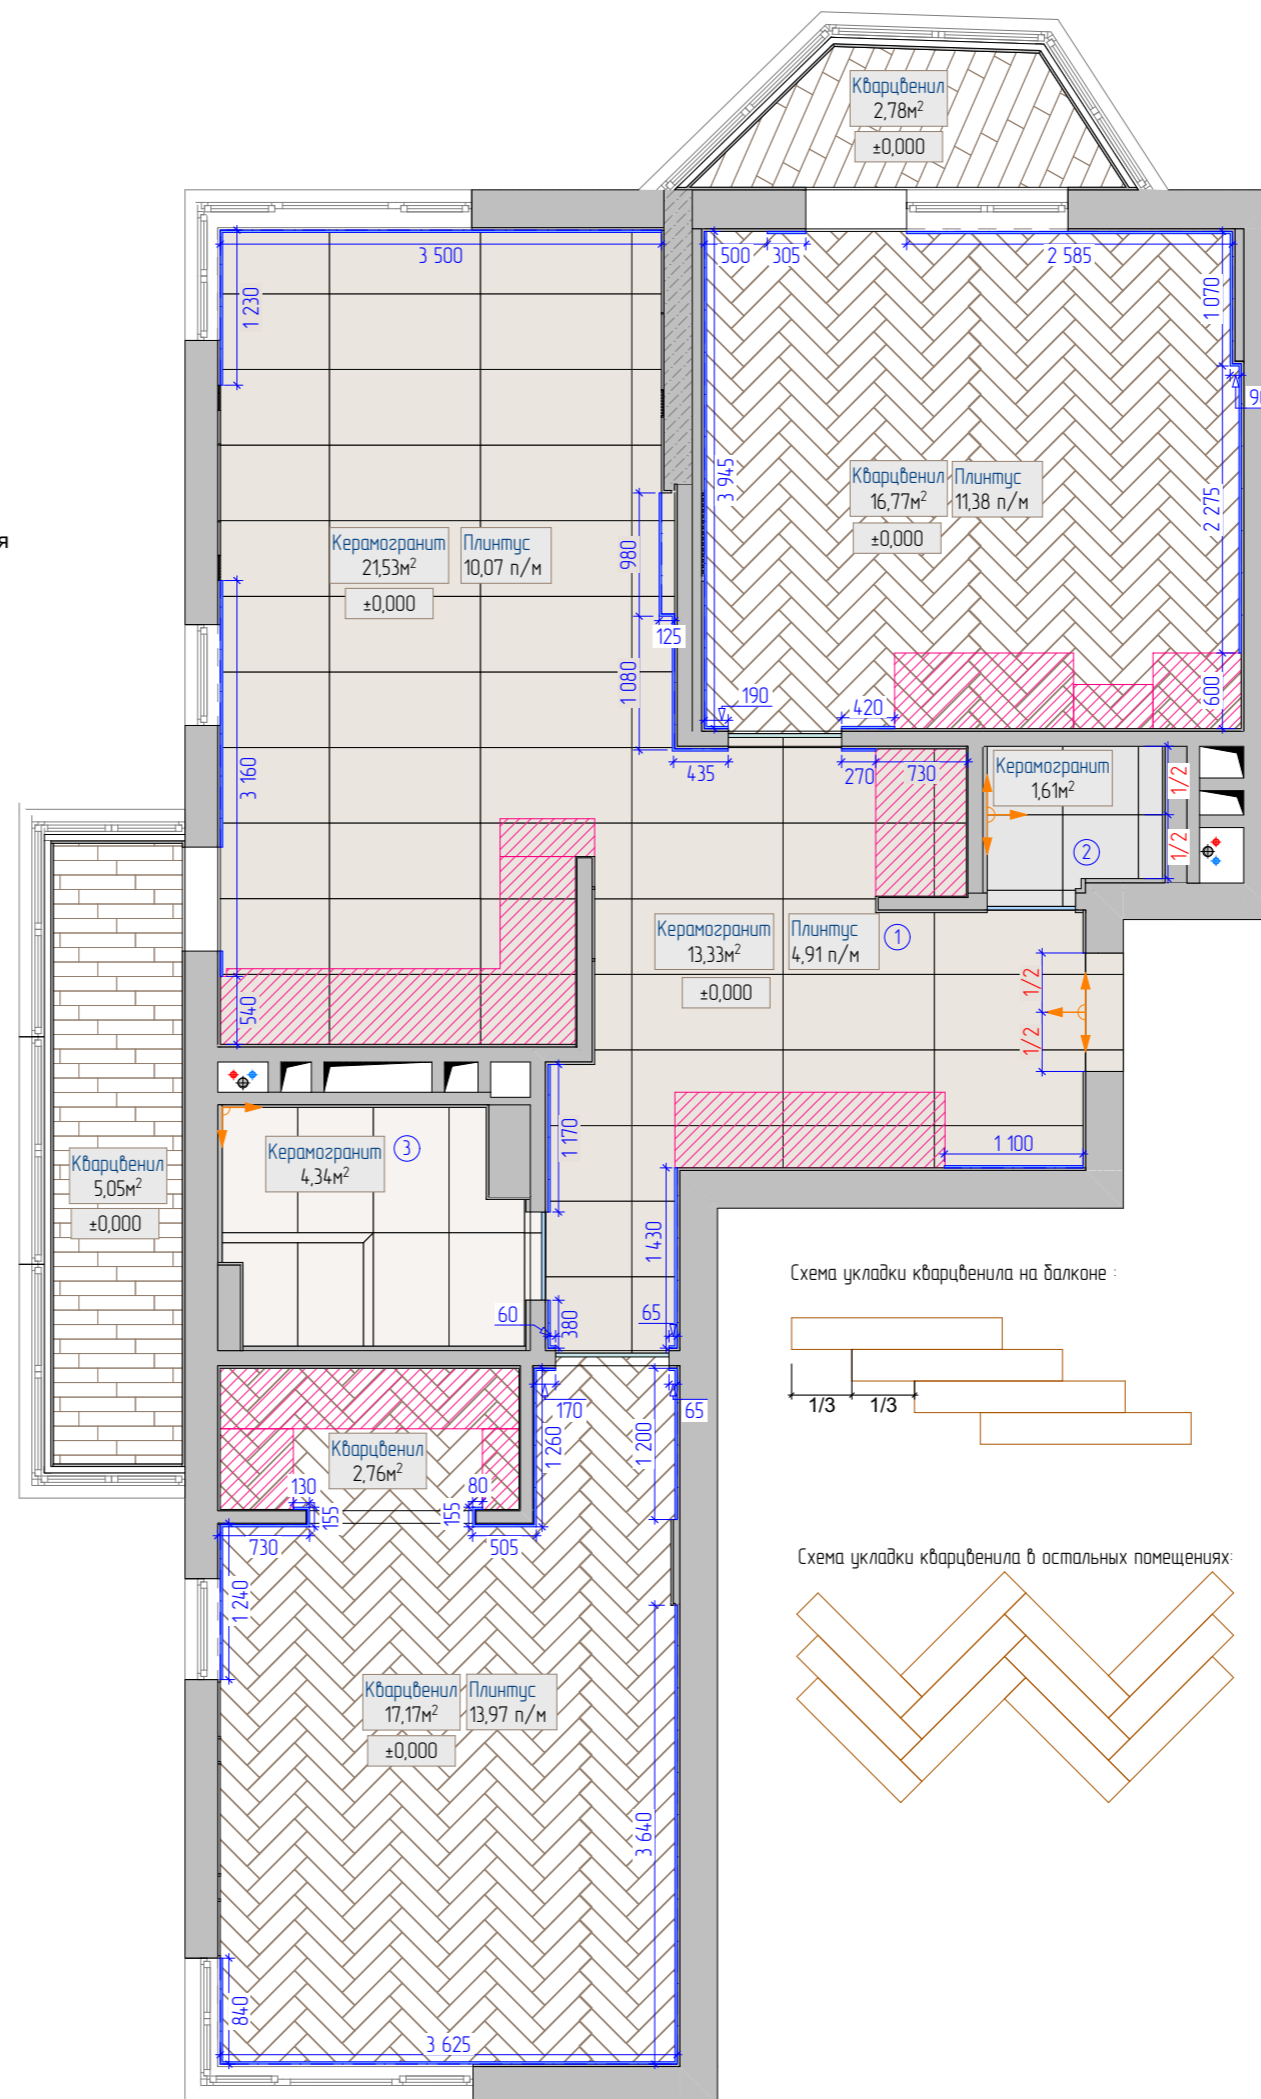 Кварцвенил
2,78м²
±0,000
3 500
500
305
2 585
1 230
1 070
90
3 945
Кварцвенил
16,77м²
Плинтус
11,38 п/м
±0,000
2 275
я
Керамогранит
21,53м²
Плинтус
10,07 п/м
±0,000
980
125
1 080
190
420
600
435
270
730
3 160
Керамогранит
1,61м²
1/2
1/2
2
Керамогранит
13,33м²
Плинтус
4,91 п/м
1
±0,000
1/2
1/2
540
1 170
1 100
Керамогранит
4,34м²
3
Кварцвенил
5,05м²
±0,000
1 430
60
380
65
Схема укладки кварцвенила на балконе :
1/3
1/3
170
65
1 260
1 200
Кварцвенил
2,76м²
130
155
80
155
730
505
1 240
Схема укладки кварцвенила в остальных помещениях:
Кварцвенил
17,17м²
Плинтус
13,97 п/м
±0,000
3 640
840
3 625